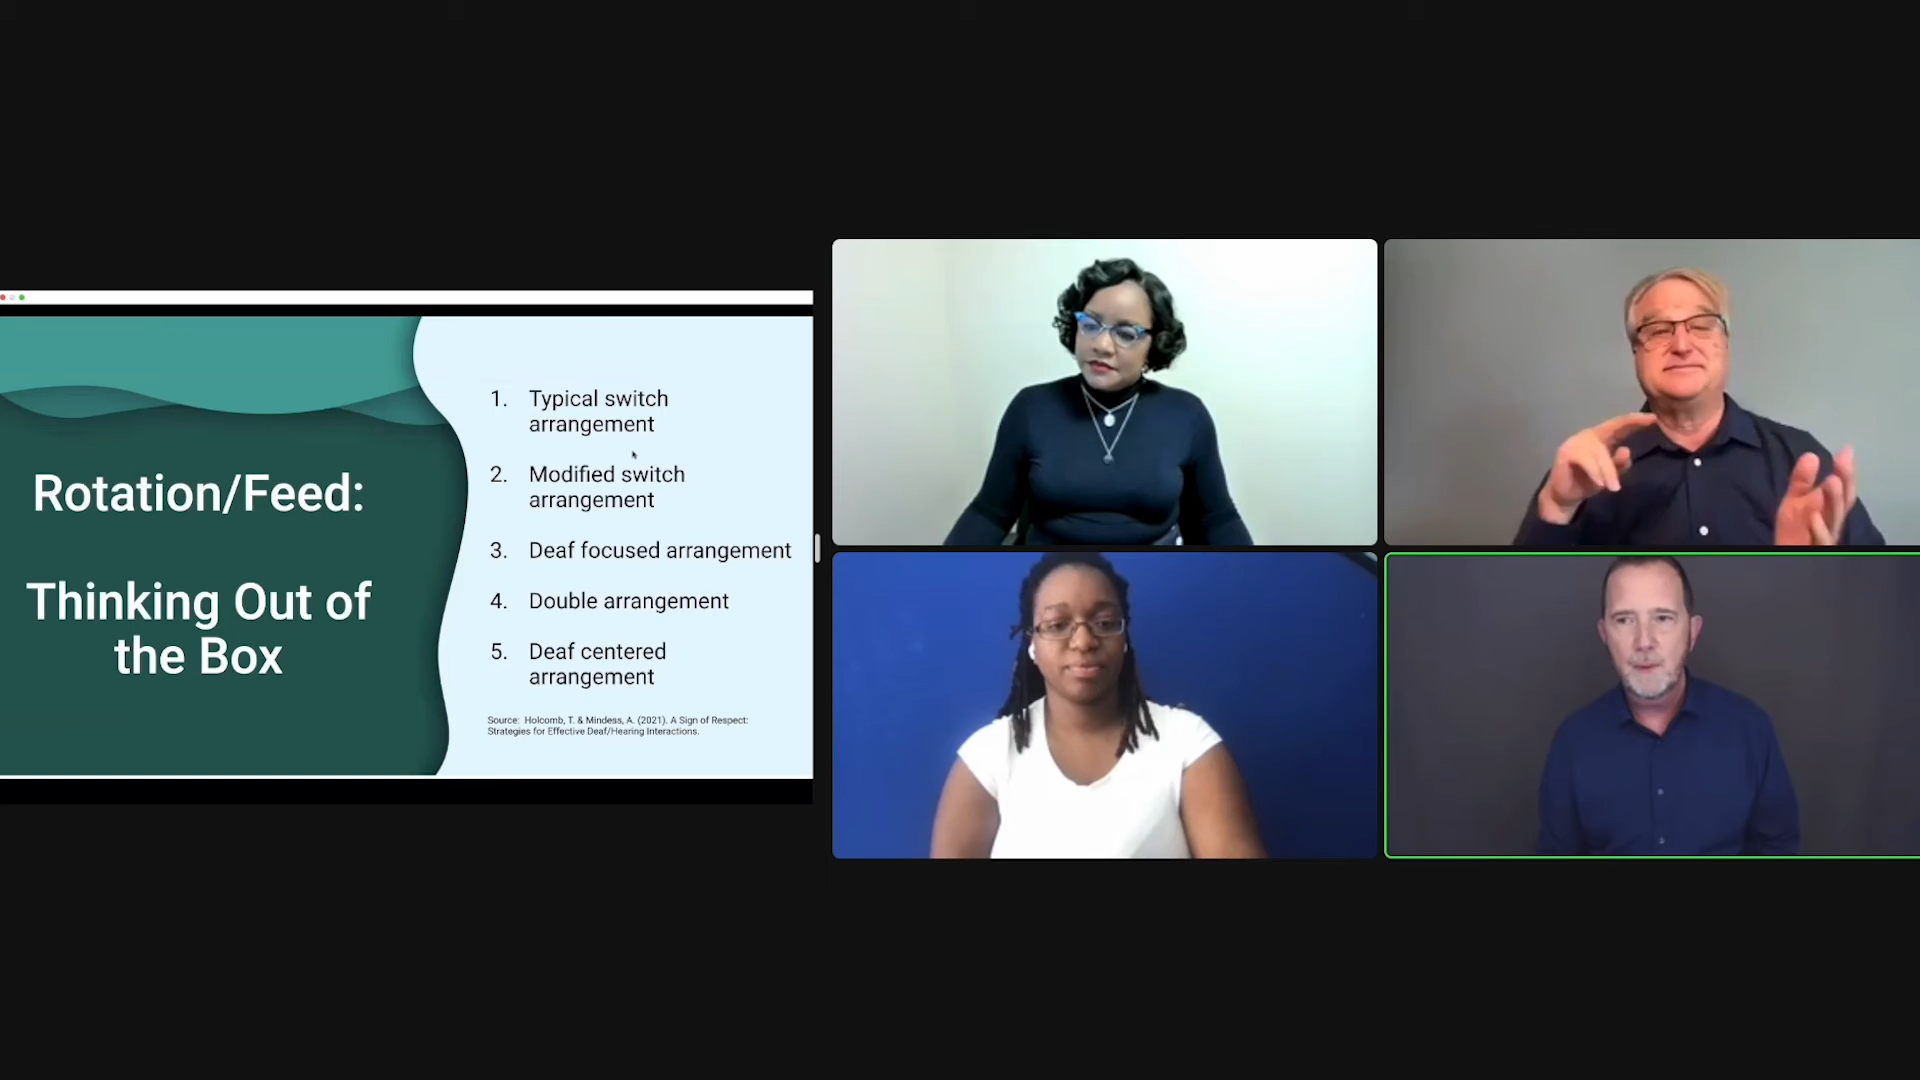 Rotation/Feed:
Thinking Out of
the Box
1. Typical switch
arrangement
2. Modified switch
arrangement
3. Deaf focused arrangement
4. Double arrangement
5. Deaf centered
arrangement
Source: Holcomb, T. & Mindess, A. (2021). A Sign of Respect:
Strategies for Effective Deaf/Hearing Interactions.